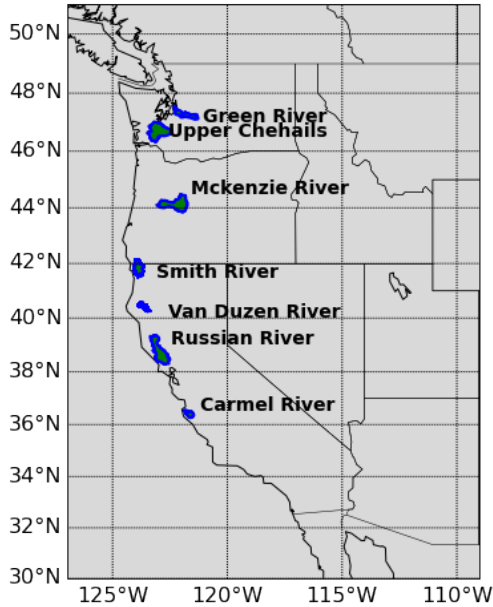 50°N
48°N
Green River
Upper Chehails
46°N
Mckenzie River
44°N
42°N
Smith River
Van Duzen River
40°N
Russian River
38°N
Carmel River
36°N
34°N
32°N
30°N
125°W 120°W 115°W 110°W